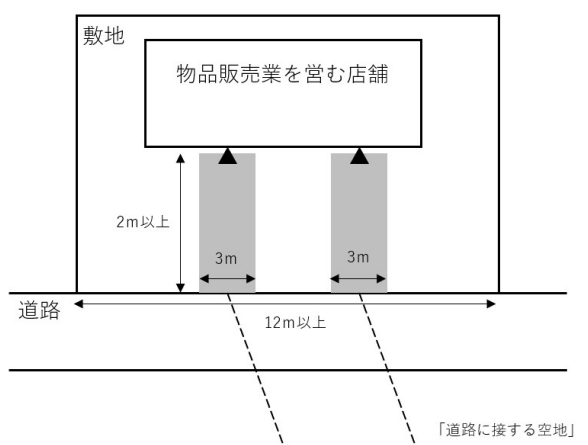 敷地
物品販売業を営む店舗
2m以上
3m
3m
道路
12m以上
「道路に接する空地」